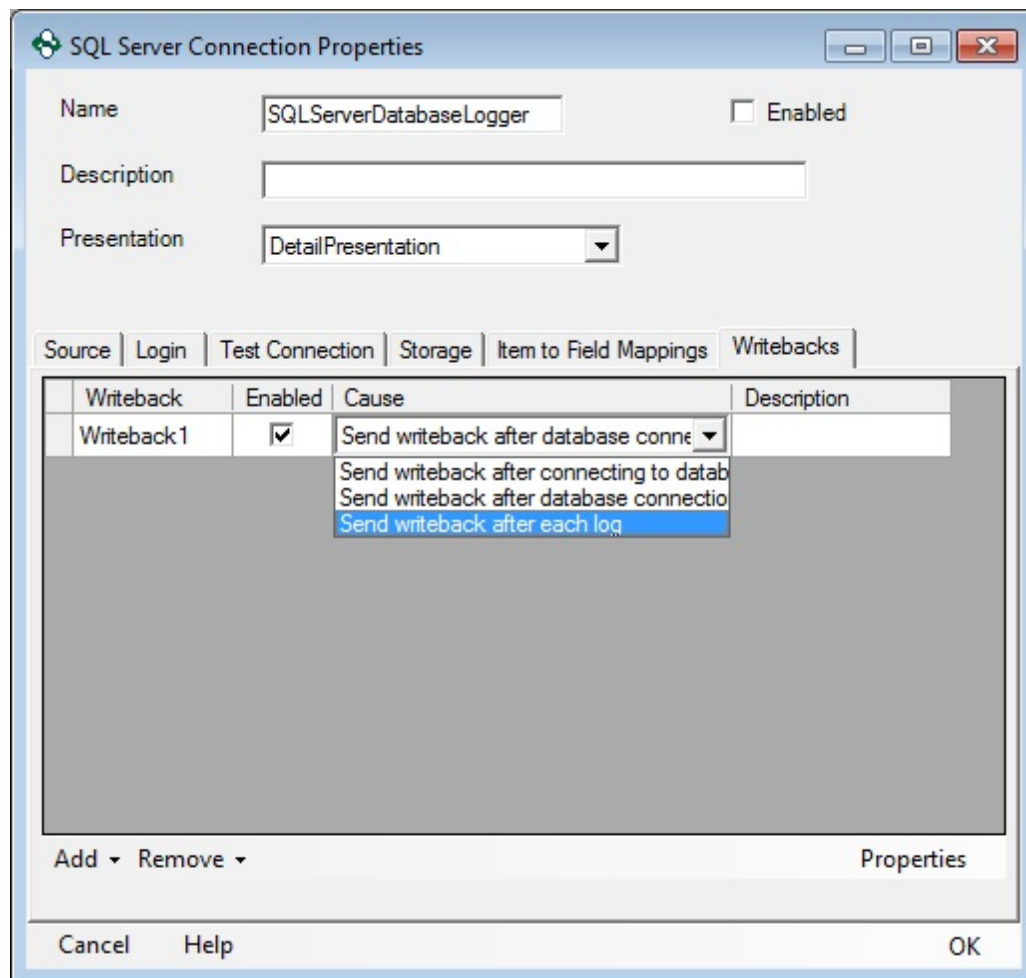 SQL Server Connection Properties
Name SQLServerDatabaseLogger Enabled
Description
Presentation DetailPresentation
Source Login Test Connection Storage Item to Field Mappings Writebacks
Writeback Enabled Cause Description
Writeback1 Send writeback after database conne
Send writeback after connecting to datab
Send writeback after database connectio
Send writeback after each log
Add Remove Properties
Cancel Help OK